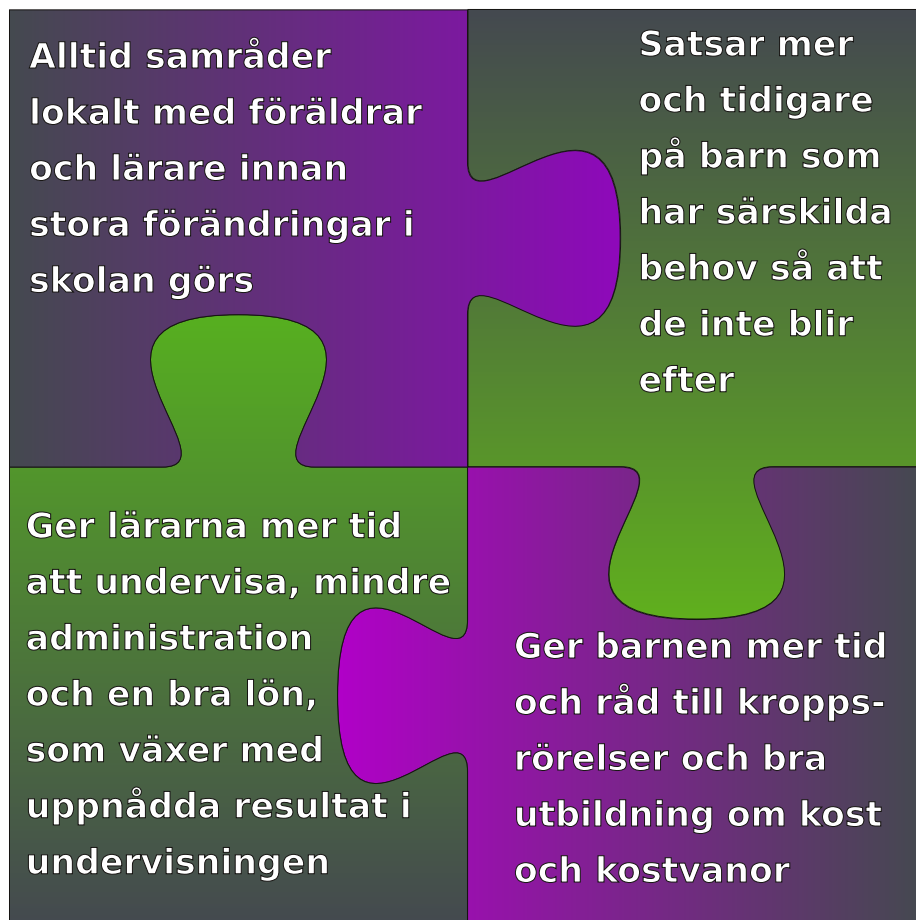 Alltid samråder
lokalt med föräldrar
och lärare innan
stora förändringar i
skolan görs
Satsar mer
och tidigare
på barn som
har särskilda
behov så att
de inte blir
efter
Ger lärarna mer tid
att undervisa, mindre
administration
och en bra lön,
som växer med
uppnådda resultat i
undervisningen
Ger barnen mer tid
och råd till kropps-
rörelser och bra
utbildning om kost
och kostvanor